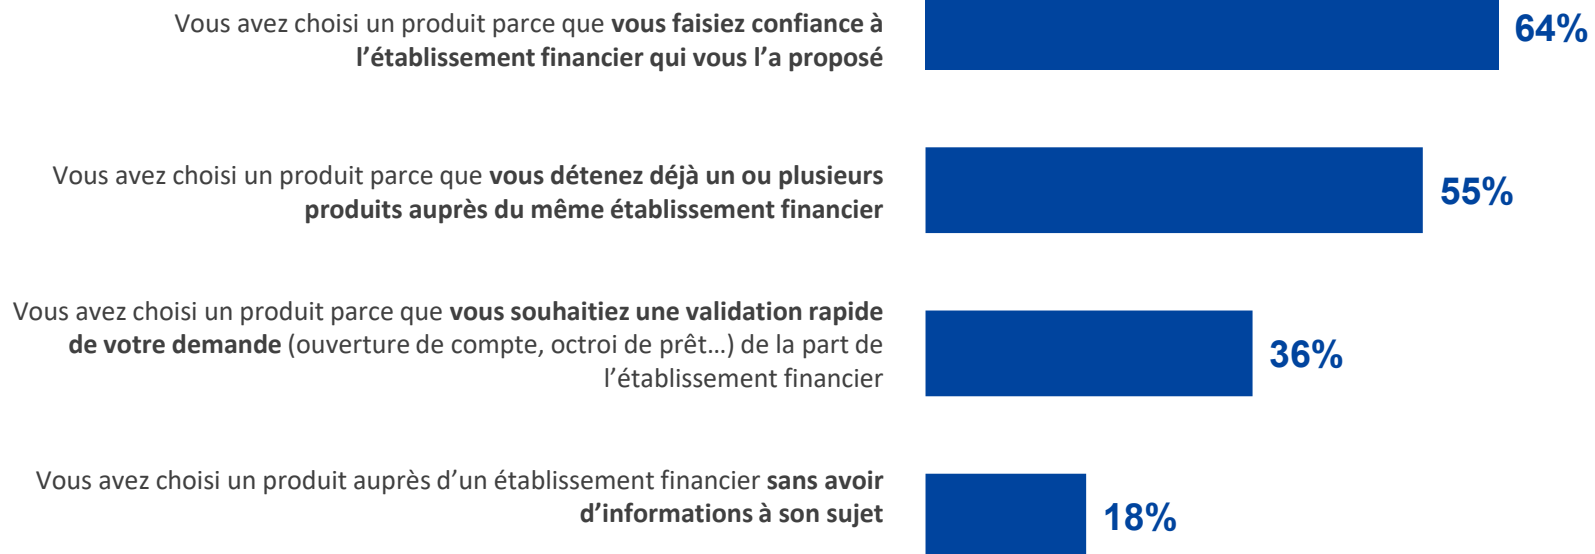 Vous avez choisi un produit parce que vous faisiez confiance à
l’établissement financier qui vous l’a proposé
64%
Vous avez choisi un produit parce que vous détenez déjà un ou plusieurs
produits auprès du même établissement financier
55%
Vous avez choisi un produit parce que vous souhaitiez une validation rapide
de votre demande (ouverture de compte, octroi de prêt…) de la part de
l’établissement financier
36%
Vous avez choisi un produit auprès d’un établissement financier sans avoir
d’informations à son sujet
18%